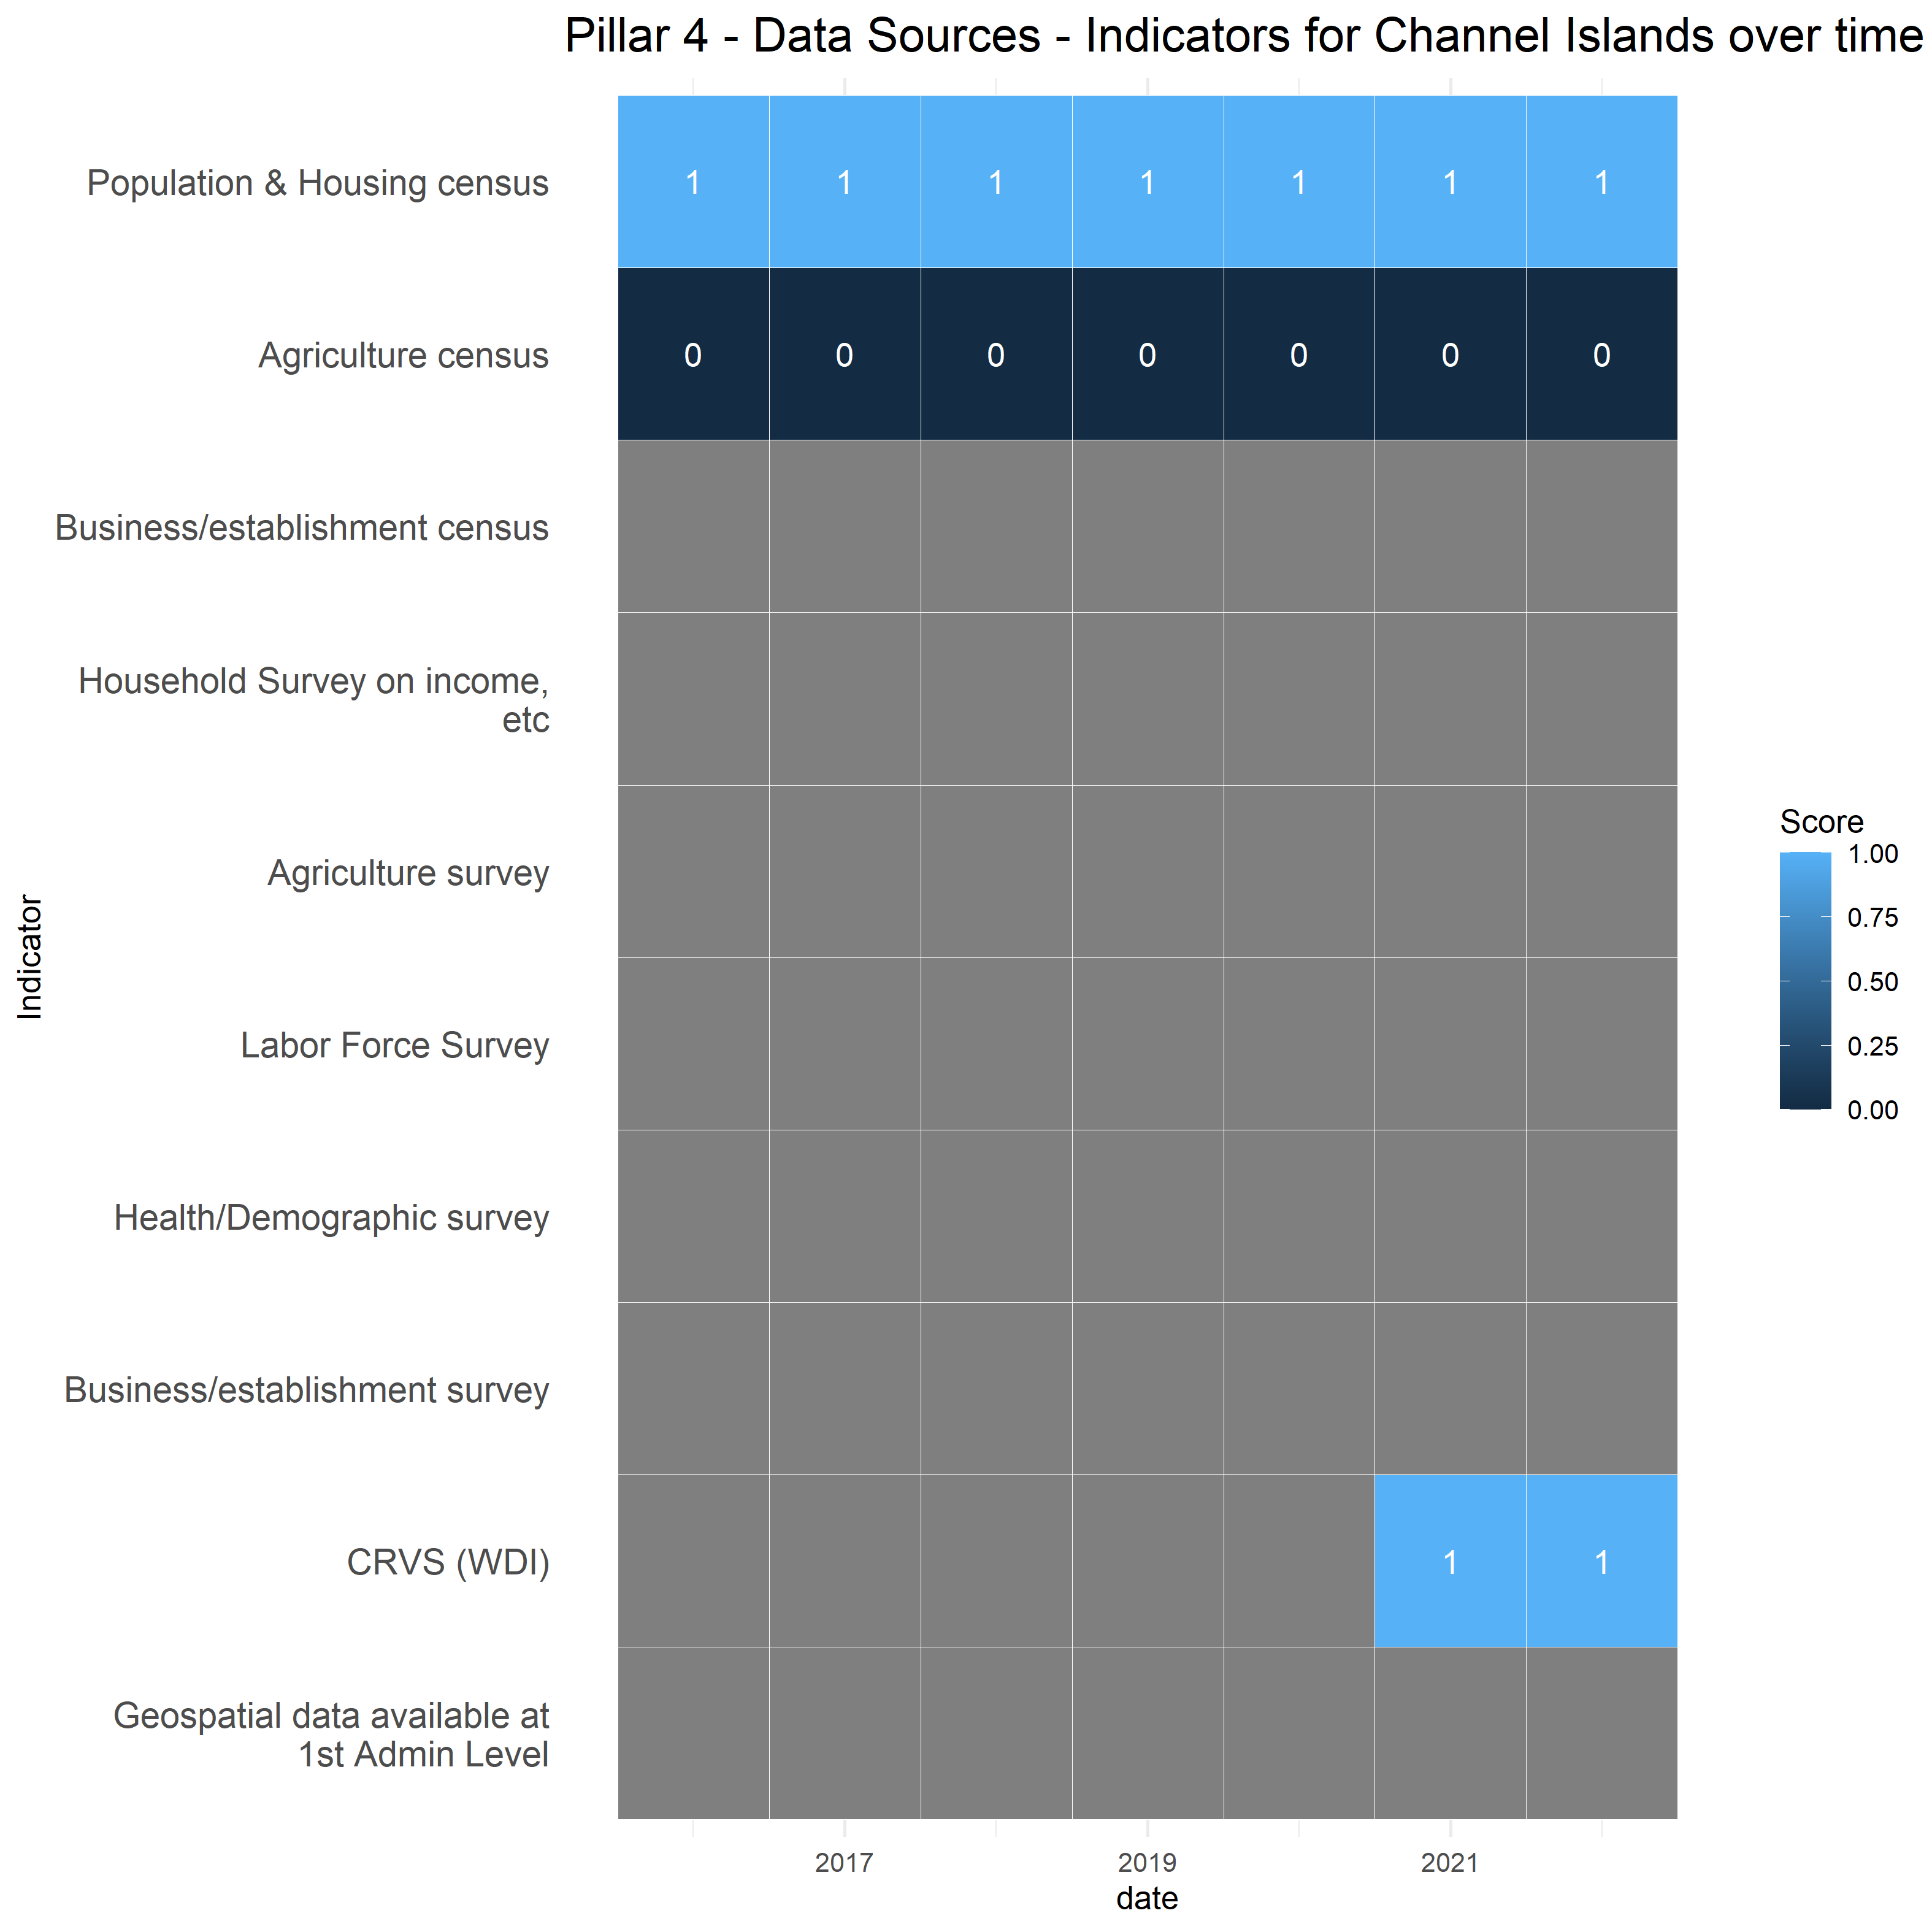 Pillar 4 - Data Sources - Indicators for Channel Islands over time
Population & Housing census
1 1 1 1 1 1 1
Agriculture census
0 0 0 0 0 0 0
Business/establishment census
Household Survey on income,
etc
Agriculture survey
Labor Force Survey
Health/Demographic survey
Business/establishment survey
CRVS (WDI)
1 1
Geospatial data available at
1st Admin Level
Indicator
2017 2019 2021
date
Score
1.00
0.75
0.50
0.25
0.00